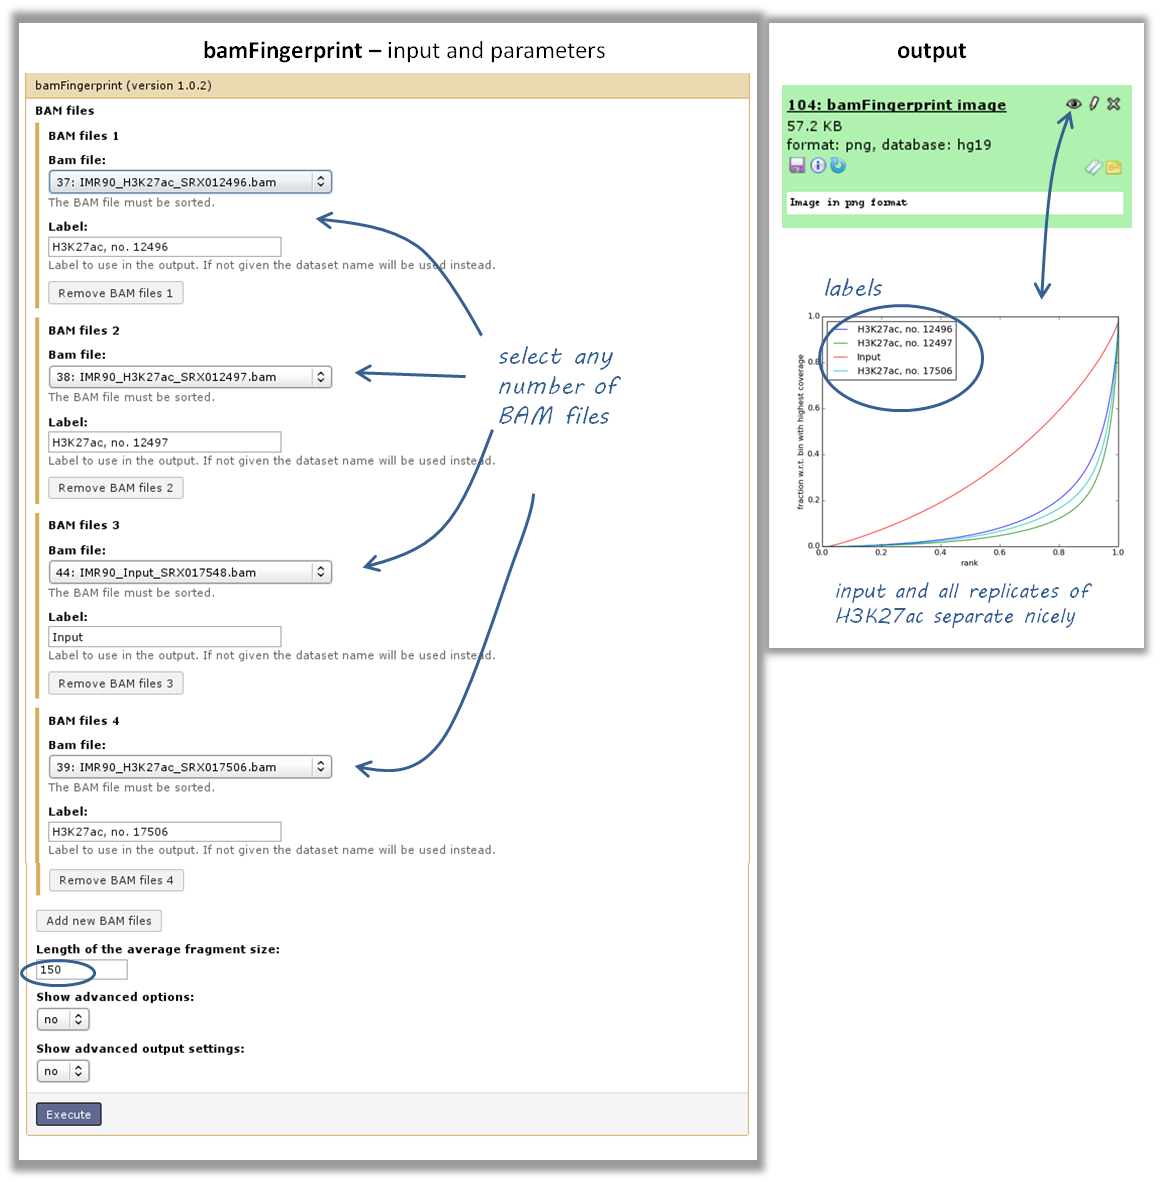 bamFingerprint – input and parameters
bamFingerprint (version 1.0.2)
BAM files
BAM files 1
Bam file:
37: IMR90_H3K27ac_SRX012496.bam
The BAM file must be sorted.
Label:
H3K27ac, no. 12496
Label to use in the output. If not given the dataset name will be used instead.
Remove BAM files 1
BAM files 2
Bam file:
38: IMR90_H3K27ac_SRX012497.bam
The BAM file must be sorted.
Label:
H3K27ac, no. 12497
Label to use in the output. If not given the dataset name will be used instead.
Remove BAM files 2
BAM files 3
Bam file:
44: IMR90_Input_SRX017548.bam
The BAM file must be sorted.
Label:
Input
Label to use in the output. If not given the dataset name will be used instead.
Remove BAM files 3
BAM files 4
Bam file:
39: IMR90_H3K27ac_SRX017506.bam
The BAM file must be sorted.
Label:
H3K27ac, no. 17506
Label to use in the output. If not given the dataset name will be used instead.
Remove BAM files 4
Add new BAM files
Length of the average fragment size:
150
Show advanced options:
no
Show advanced output settings:
no
Execute
select any
number of
BAM files
output
104: bamFingerprint image
57.2 KB
format: png, database: hg19
Image in png format
labels
H3K27ac, no. 12496
H3K27ac, no. 12497
Input
H3K27ac, no. 17506
fraction w.r.t. bin with highest coverage
1.0
0.8
0.6
0.4
0.2
0.0
0.0 0.2 0.4 0.6 0.8 1.0
rank
input and all replicates of
H3K27ac separate nicely